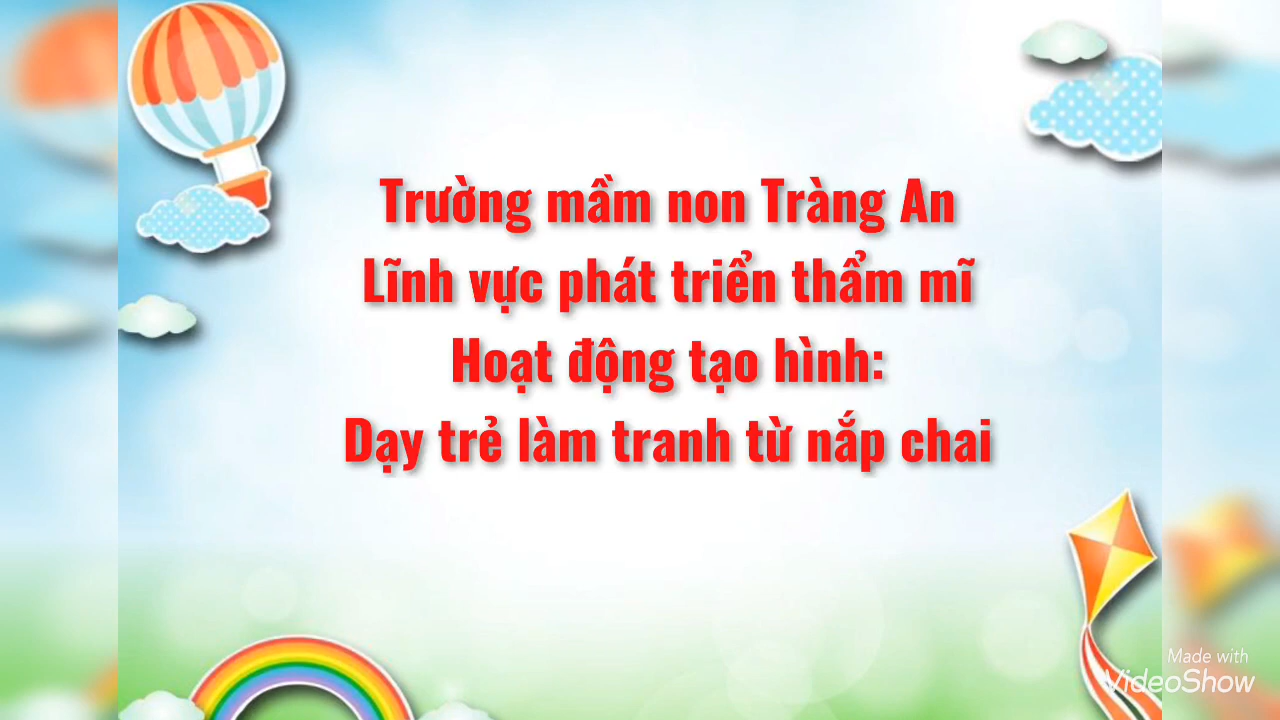 Trường mầm non Tràng An
Lĩnh vực phát triển thẩm mĩ
Hoạt động tạo hình:
Dạy trẻ làm tranh từ nắp chai
Made with
VideoShow